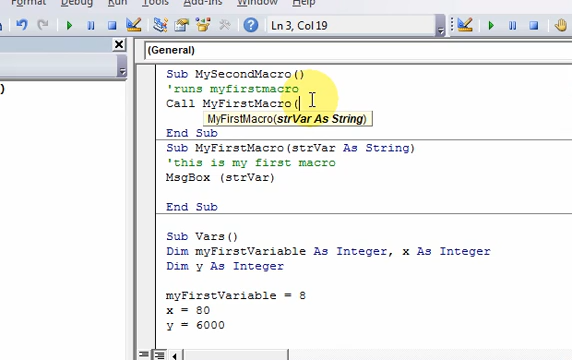 Format Debug Run Tools Add-Ins Window Help
Ln 3, Col 19
(General)
)
Sub MySecondMacro()
'runs myfirstmacro
Call MyFirstMacro(
MyFirstMacro(strVar As String)
End Sub
Sub MyFirstMacro(strVar As String)
'this is my first macro
MsgBox (strVar)
End Sub
Sub Vars()
Dim myFirstVariable As Integer, x As Integer
Dim y As Integer
myFirstVariable = 8
x = 80
y = 6000